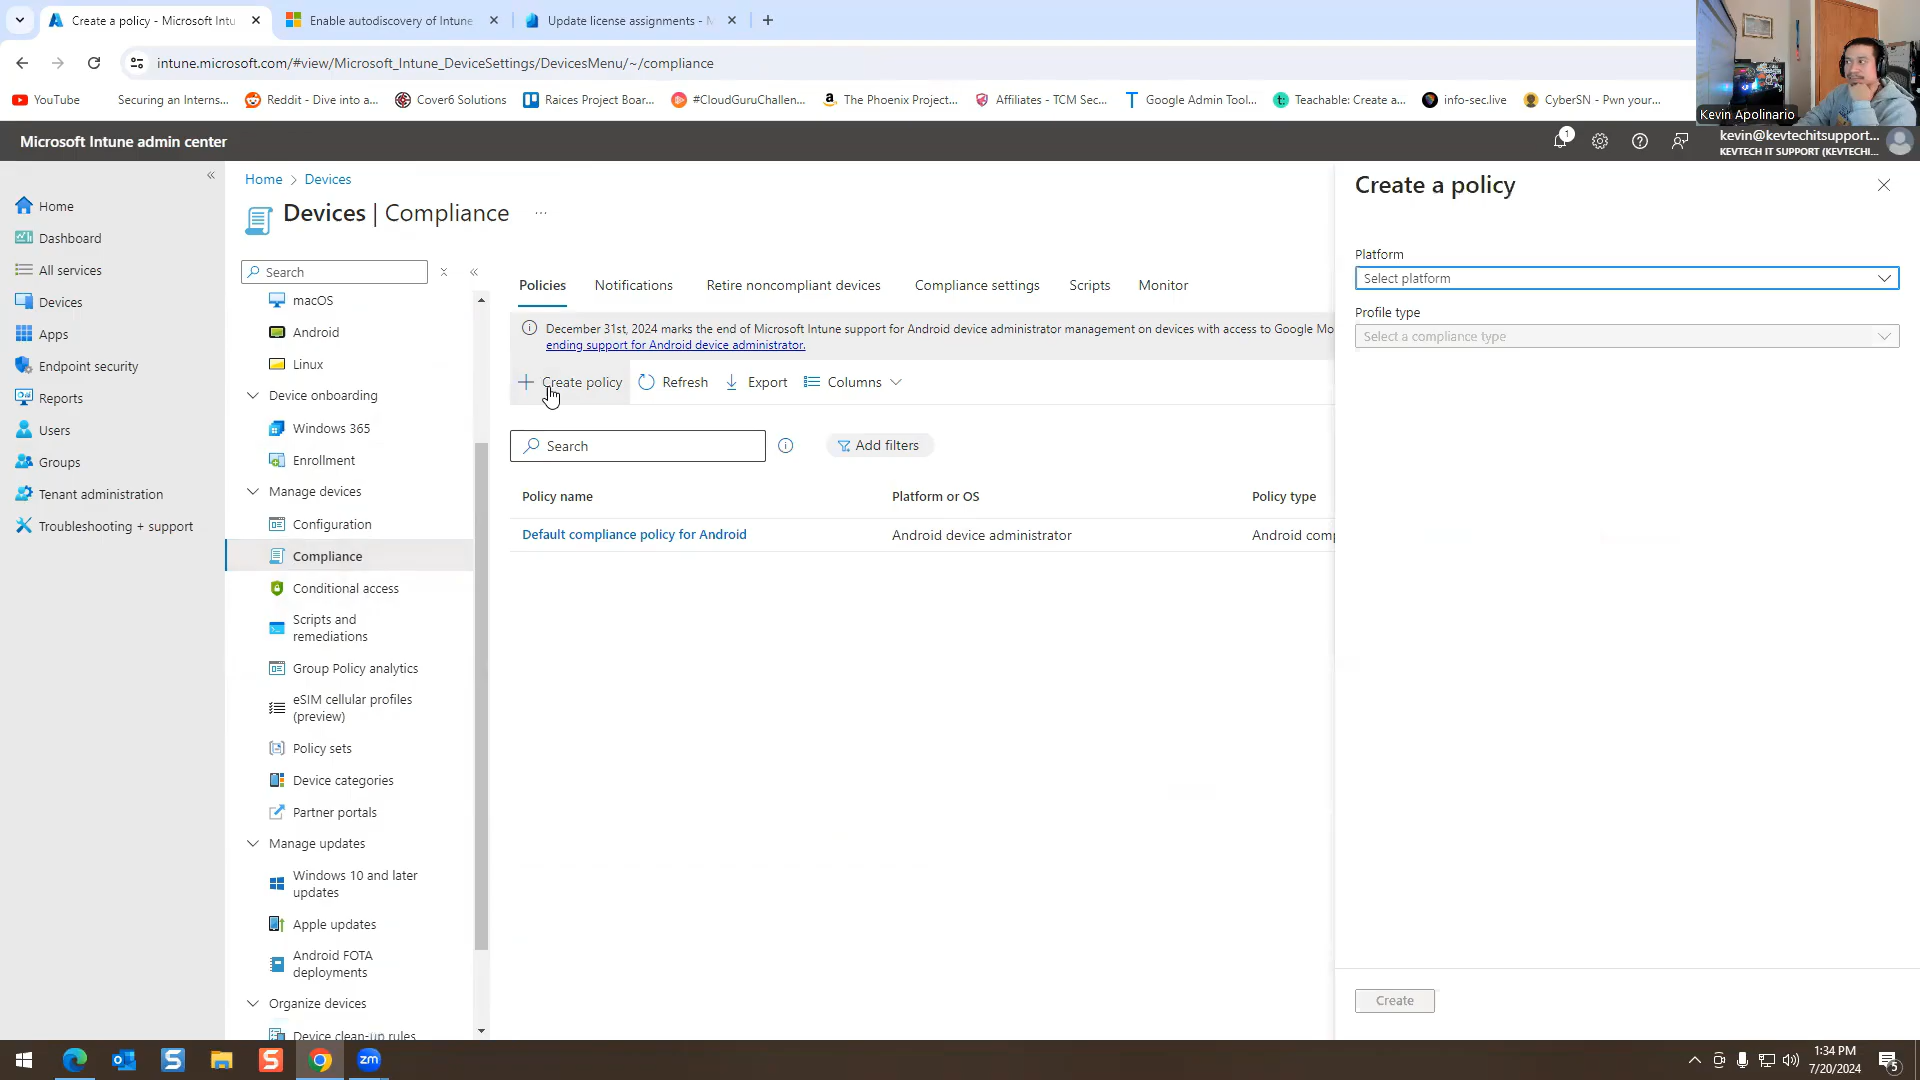 Create a policy - Microsoft Intu
Enable autodiscovery of Intune
Update license assignments - M
intune.microsoft.com/#view/Microsoft_Intune_DeviceSettings/DevicesMenu/~/compliance
YouTube
Securing an Interns...
Reddit - Dive into a...
Cover6 Solutions
Raices Project Boar...
#CloudGuruChallen...
The Phoenix Project...
Affiliates - TCM Sec...
Google Admin Tool...
Teachable: Create a...
info-sec.live
CyberSN - Pwn your...
Kevin Apolinario
Microsoft Intune admin center
1
kevin@kevtechitsupport...
KEVTECH IT SUPPORT (KEVTECHI...
Home
Dashboard
All services
Devices
Apps
Endpoint security
Reports
Users
Groups
Tenant administration
Troubleshooting + support
Home > Devices
Devices | Compliance
Search
macOS
Android
Linux
Device onboarding
Windows 365
Enrollment
Manage devices
Configuration
Compliance
Conditional access
Scripts and
remediations
Group Policy analytics
eSIM cellular profiles
(preview)
Policy sets
Device categories
Partner portals
Manage updates
Windows 10 and later
updates
Apple updates
Android FOTA
deployments
Organize devices
Device clean-up rules
Policies
Notifications
Retire noncompliant devices
Compliance settings
Scripts
Monitor
December 31st, 2024 marks the end of Microsoft Intune support for Android device administrator management on devices with access to Google Mo
ending support for Android device administrator.
Create policy
Refresh
Export
Columns
Search
Add filters
Policy name
Platform or OS
Policy type
Default compliance policy for Android
Android device administrator
Android comp
Create a policy
Platform
Select platform
Profile type
Select a compliance type
Create
zm
1:34 PM
7/20/2024
5